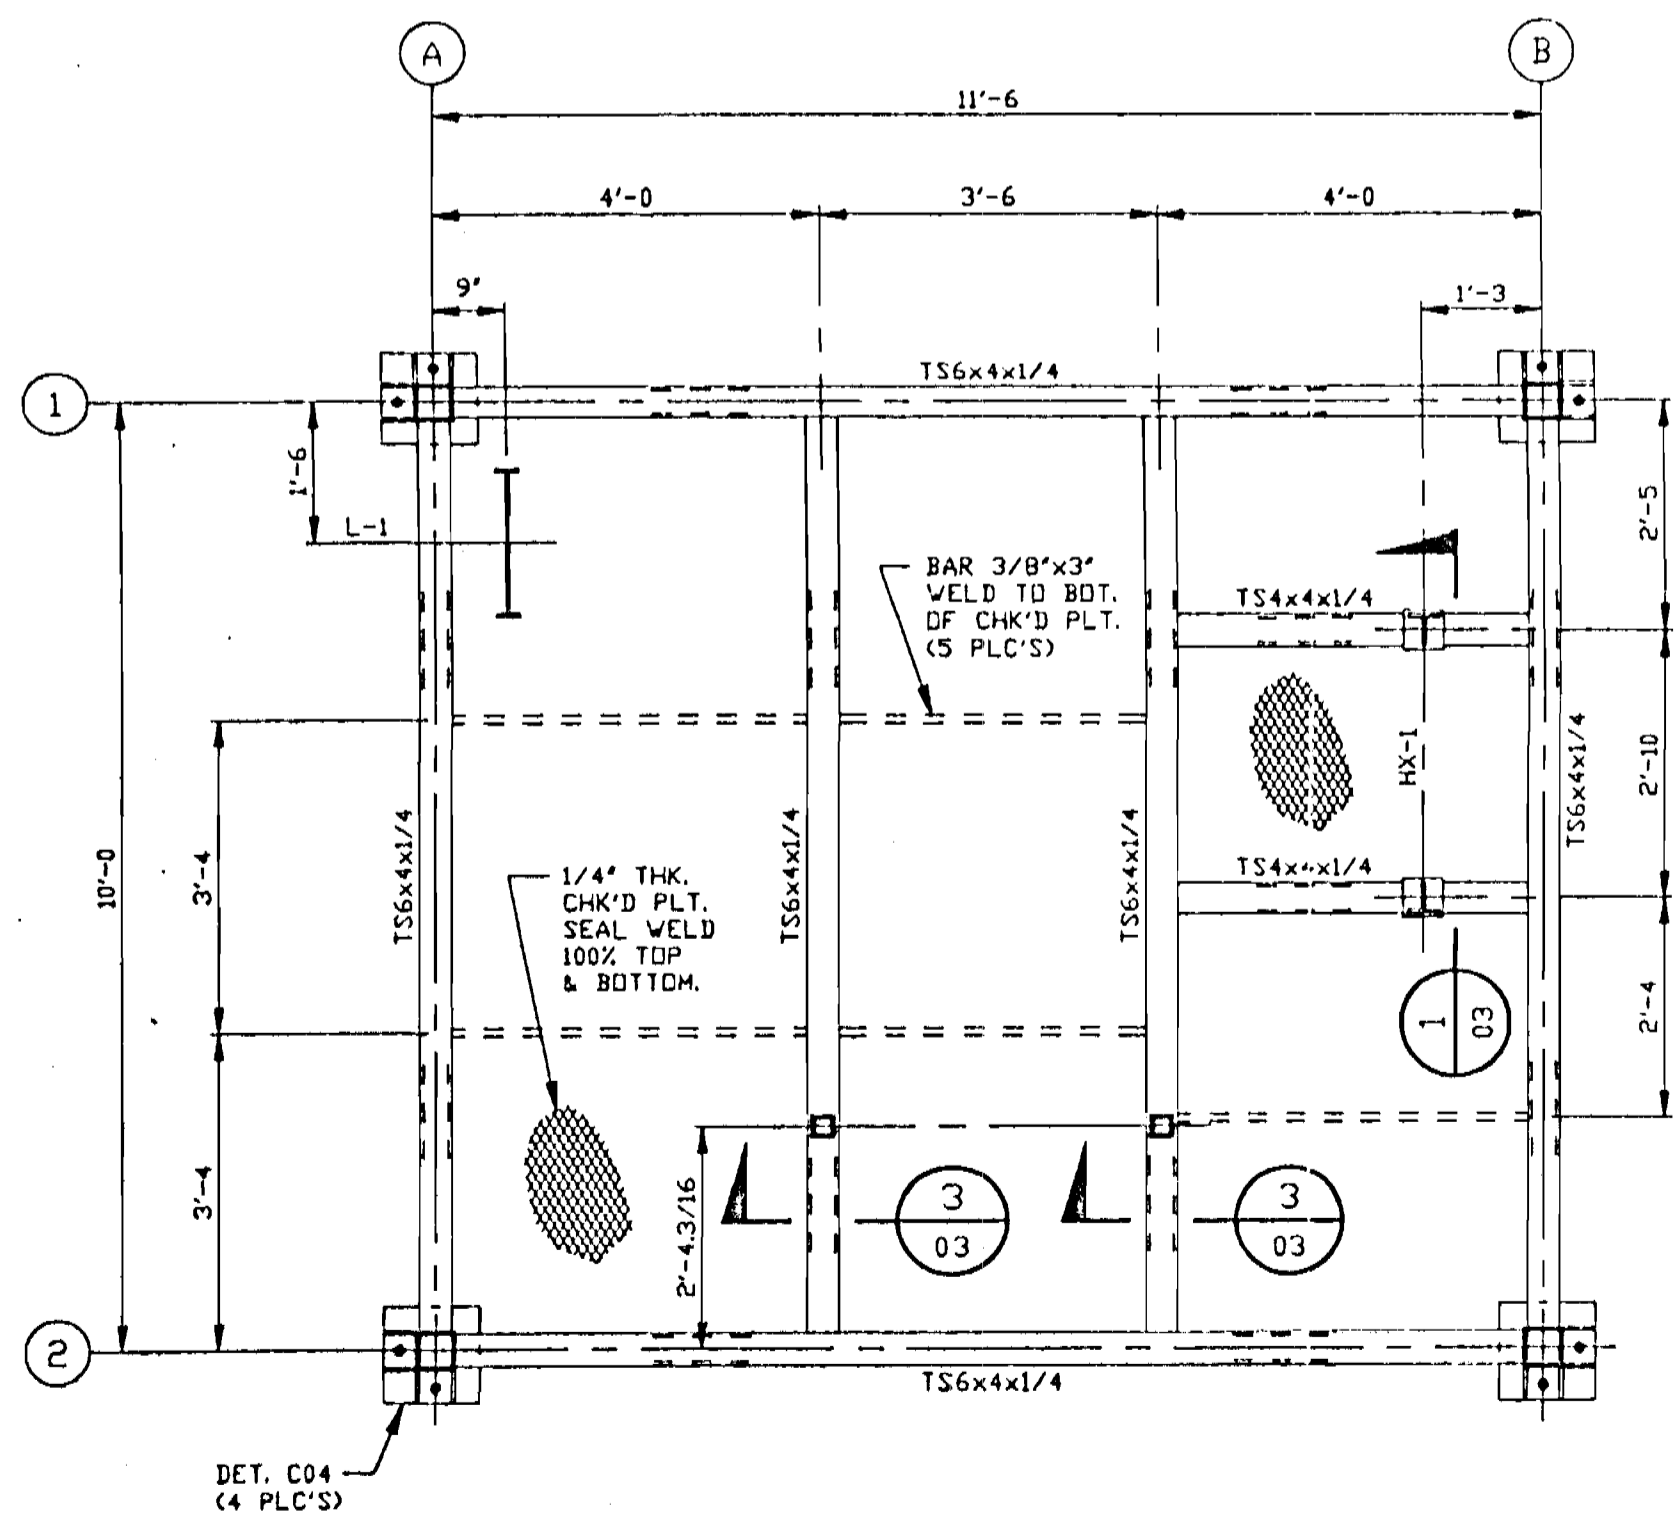 A
B
11'-6
4'-0
3'-6
4'-0
9"
1'-3
TS6x4x1/4
1
1'-6
L-1
2'-5
BAR 3/8"x3"
WELD TO BOT.
OF CHK'D PLT.
(5 PLC'S)
TS4x4x1/4
HX-1
TS6x4x1/4
2'-10
10'-0
3'-4
TS6x4x1/4
1/4" THK.
CHK'D PLT.
SEAL WELD
100% TOP
& BOTTOM.
TS6x4x1/4
TS6x4x1/4
1
03
2'-4
3'-4
2'-4.3/16
3
03
3
03
2
TS6x4x1/4
DET. C04
(4 PLC'S)